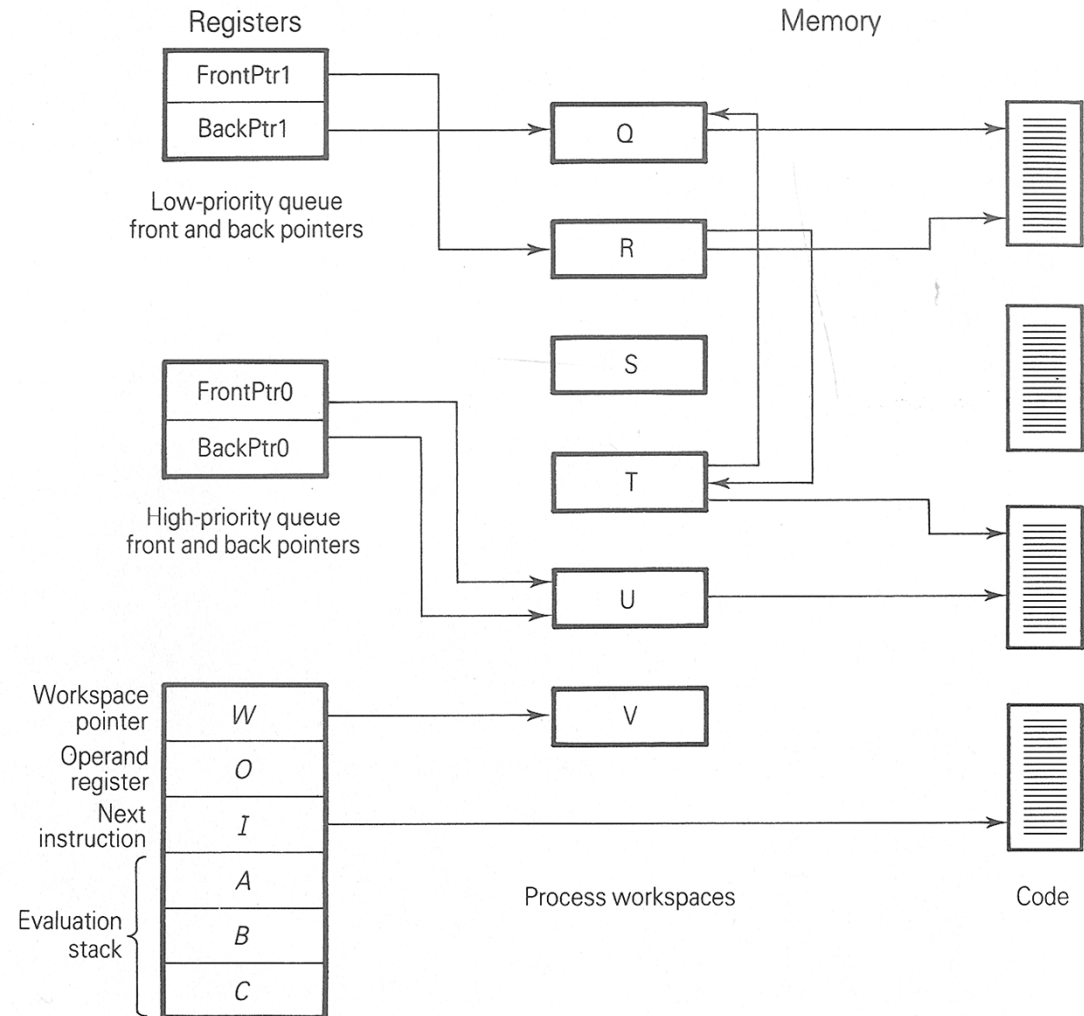 Registers
Memory
FrontPtr1
BackPtr1
Low-priority queue
front and back pointers
Q
R
S
T
U
V
FrontPtr0
BackPtr0
High-priority queue
front and back pointers
Workspace
pointer
W
Operand
register
O
Next
instruction
I
Evaluation
stack
A
B
C
Process workspaces
Code